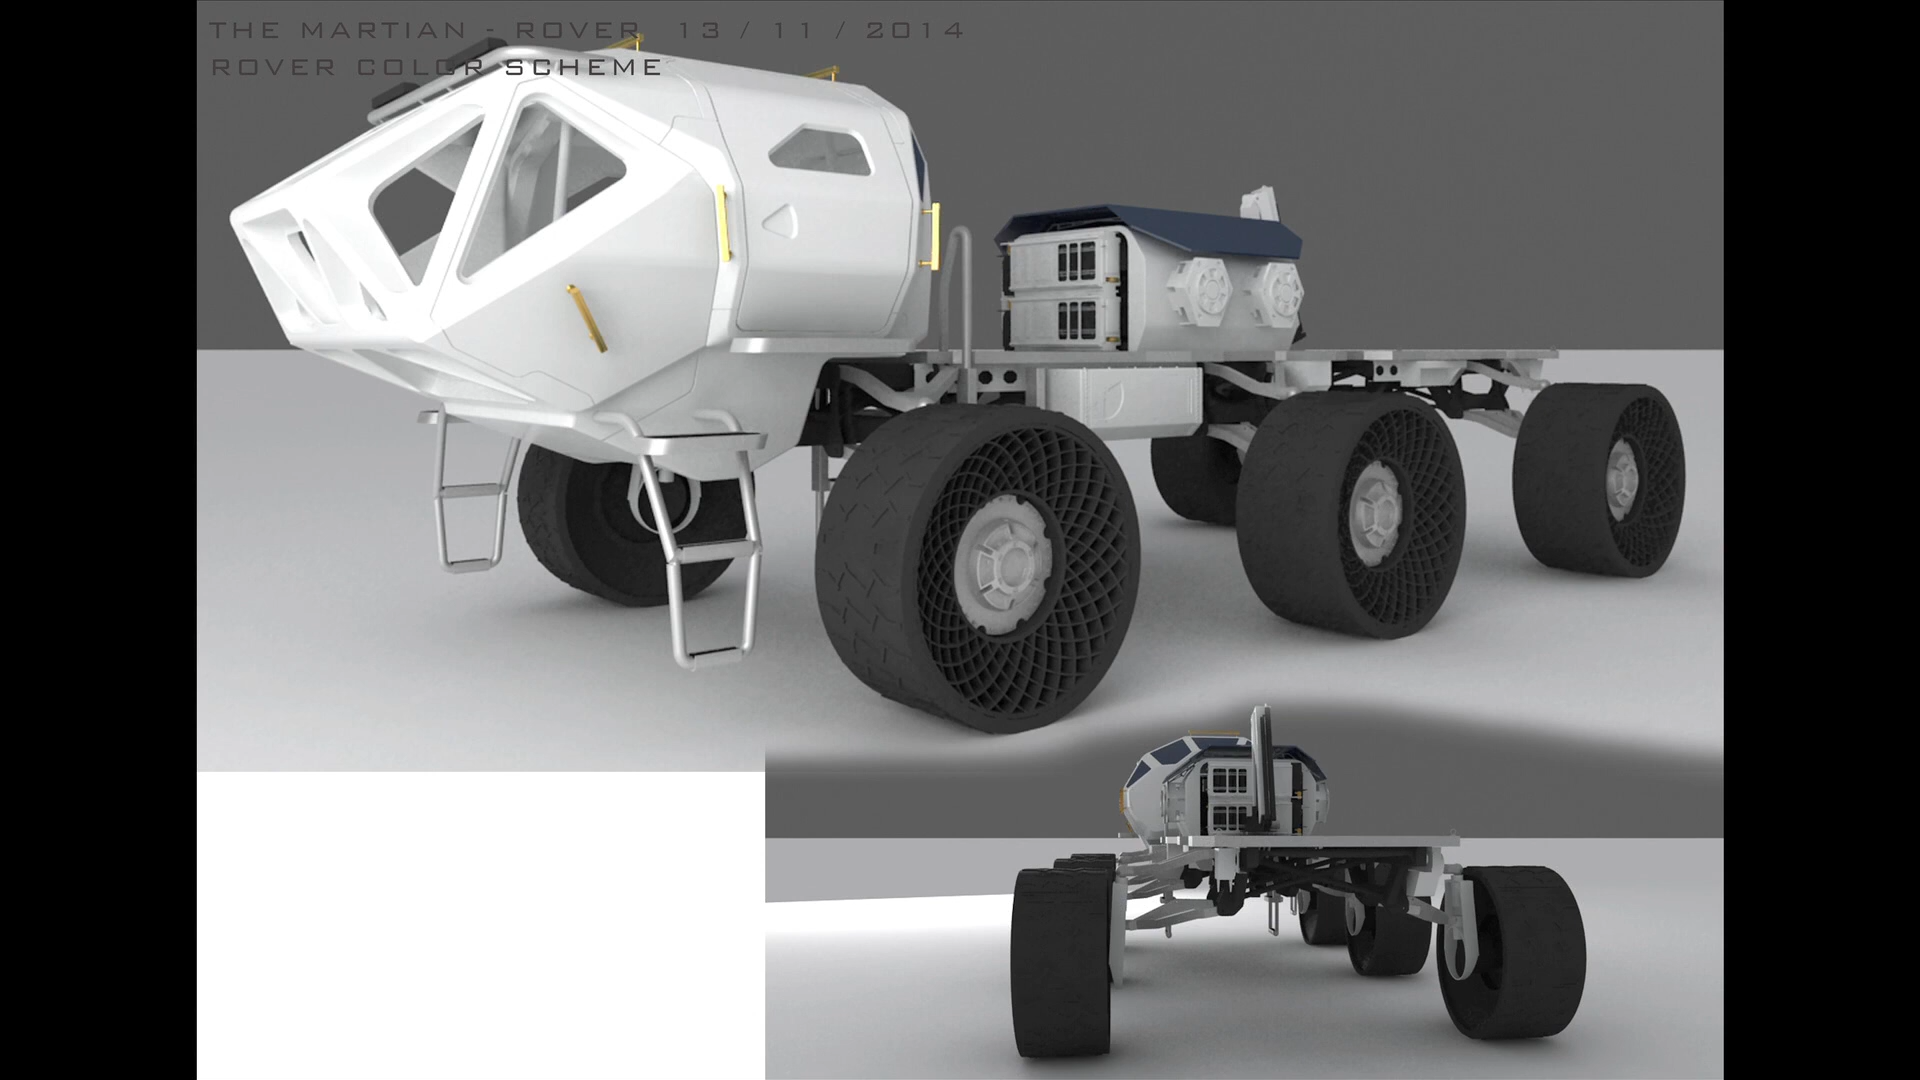 THE MARTIAN - ROVER 13 / 11 / 2014
ROVER COLOR SCHEME